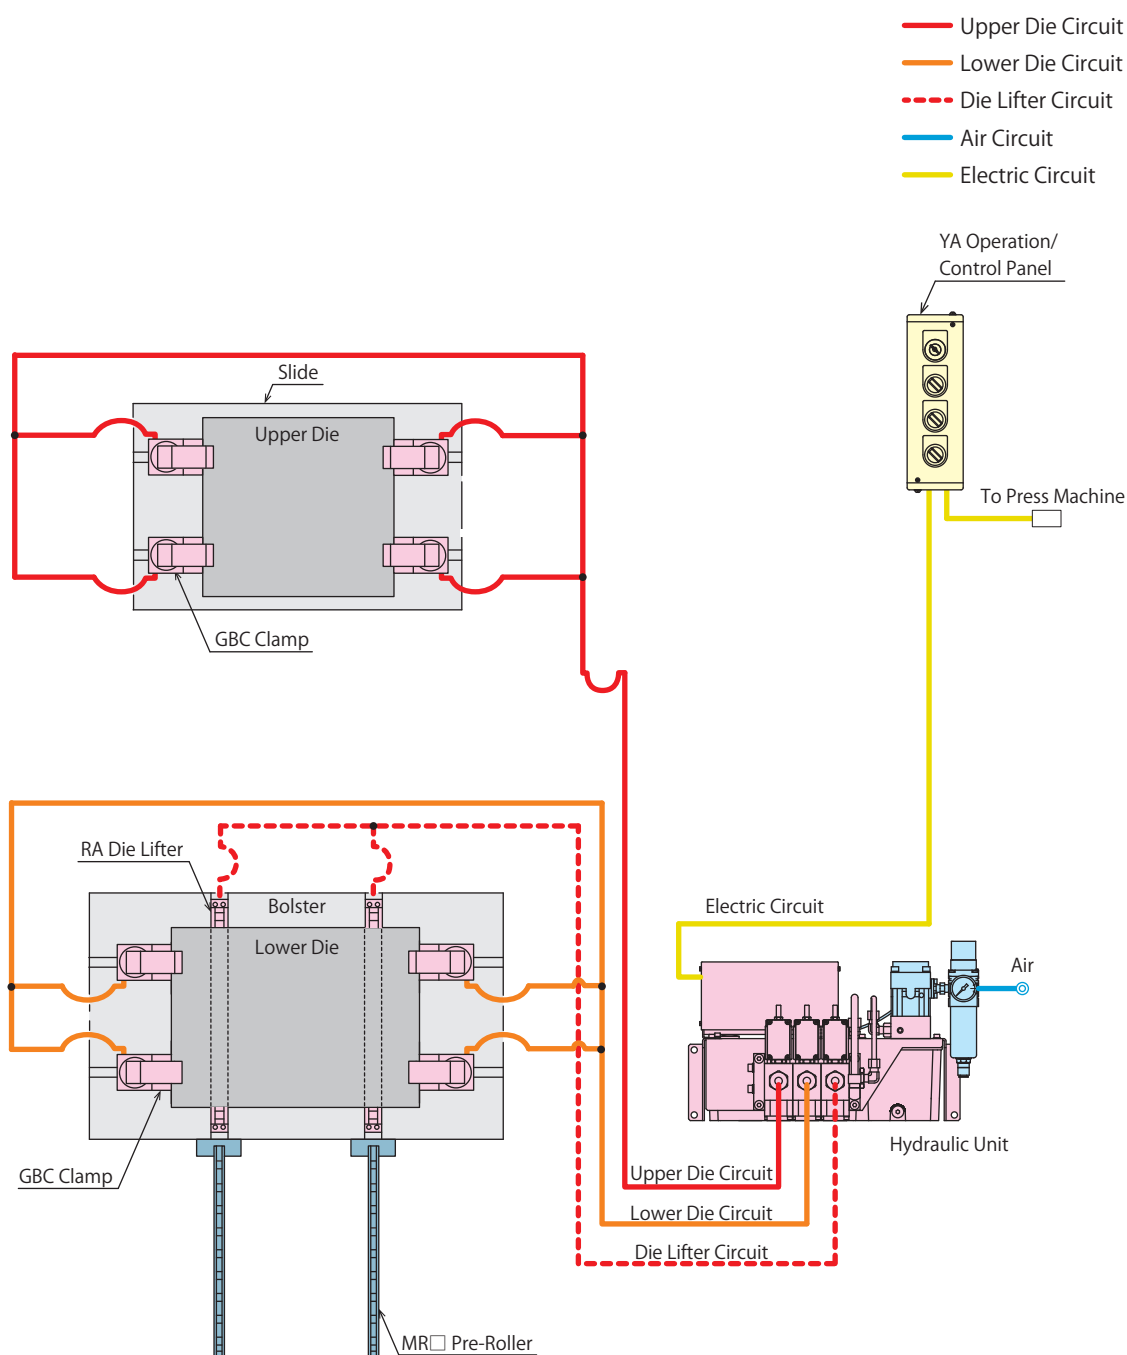 Upper Die Circuit
Lower Die Circuit
Die Lifter Circuit
Air Circuit
Electric Circuit
YA Operation/
Control Panel
To Press Machine
Slide
Upper Die
GBC Clamp
RA Die Lifter
Bolster
Lower Die
GBC Clamp
MR□ Pre-Roller
Electric Circuit
Air
Hydraulic Unit
Upper Die Circuit
Lower Die Circuit
Die Lifter Circuit